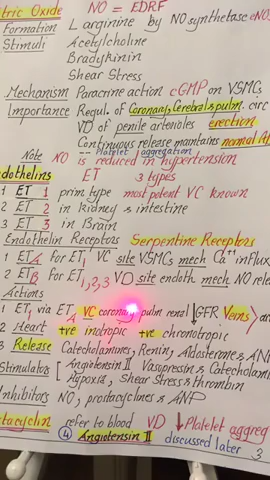 tric Oxide NO = EDRF
Formation L arginine by NO synthetase eNOS
Stimuli Acetylcholine
Bradykinin
Shear Stress
Mechanism Paracrine action cGMP on VSMC
Importance Regul. of Coronary, Cerebral & pulm. circ
VD of penile arterioles erection
Continuous release maintains normal A
Platelet aggregation
Note NO is reduced in hypertension
ndothelins ET 3 types
1 ET 1 prim type most potent VC known
2 ET 2 in kidney & intestine
3 ET 3 in Brain
Endothelin Receptors Serpentine Receptors
1 ETA for ET1 VC site VSMCs mech Ca++ influx
2 ETB for ET1,2,3 VD site endoth mech NO rele
Actions
1 ET1 via ETA VC coronary pulm renal ↓GFR Veins > ar
2 Heart +ve inotropic +ve chronotropic
3 Release Catecholamines, Renin, Aldosterone & AN
Stimulators [ Angiotensin II Vasopressin & Catecholam
Hypoxia, Shear Stress & thrombin
Inhibitors NO, prostacyclines & ANP
stacyclin refer to blood VD ↓Platelet aggreg
④ Angiotensin II discussed later 3